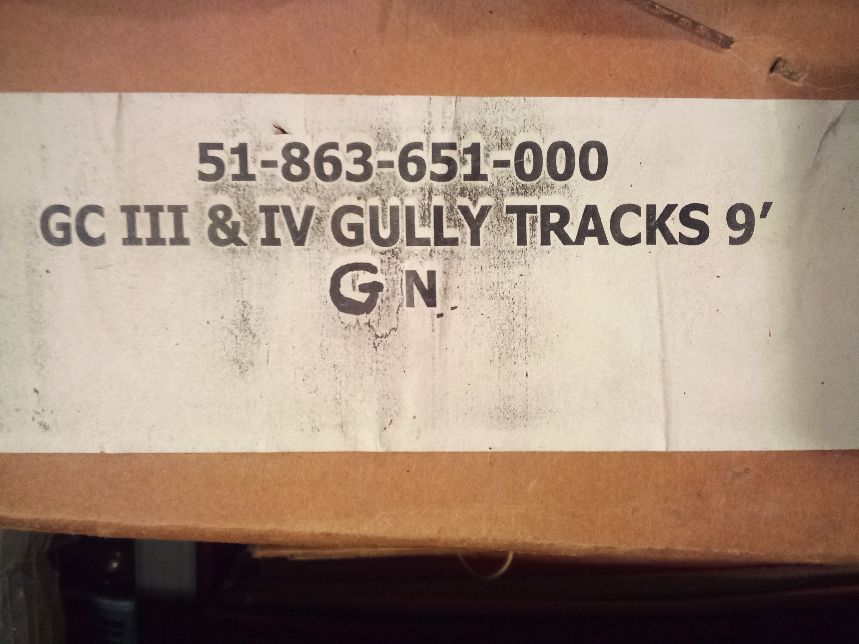 51-863-651-000
GC III & IV GULLY TRACKS 9'
G N